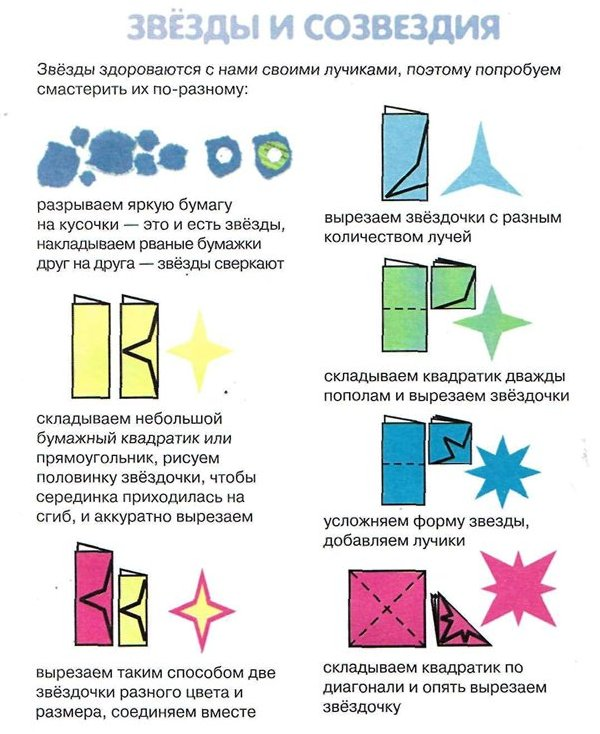 ЗВЁЗДЫ И СОЗВЕЗДИЯ
Звёзды здороваются с нами своими лучиками, поэтому попробуем
смастерить их по-разному:
разрываем яркую бумагу
на кусочки — это и есть звёзды,
накладываем рваные бумажки
друг на друга — звёзды сверкают
складываем небольшой
бумажный квадратик или
прямоугольник, рисуем
половинку звёздочки, чтобы
серединка приходилась на
сгиб, и аккуратно вырезаем
вырезаем таким способом две
звёздочки разного цвета и
размера, соединяем вместе
вырезаем звёздочки с разным
количеством лучей
складываем квадратик дважды
пополам и вырезаем звёздочки
усложняем форму звезды,
добавляем лучики
складываем квадратик по
диагонали и опять вырезаем
звёздочку